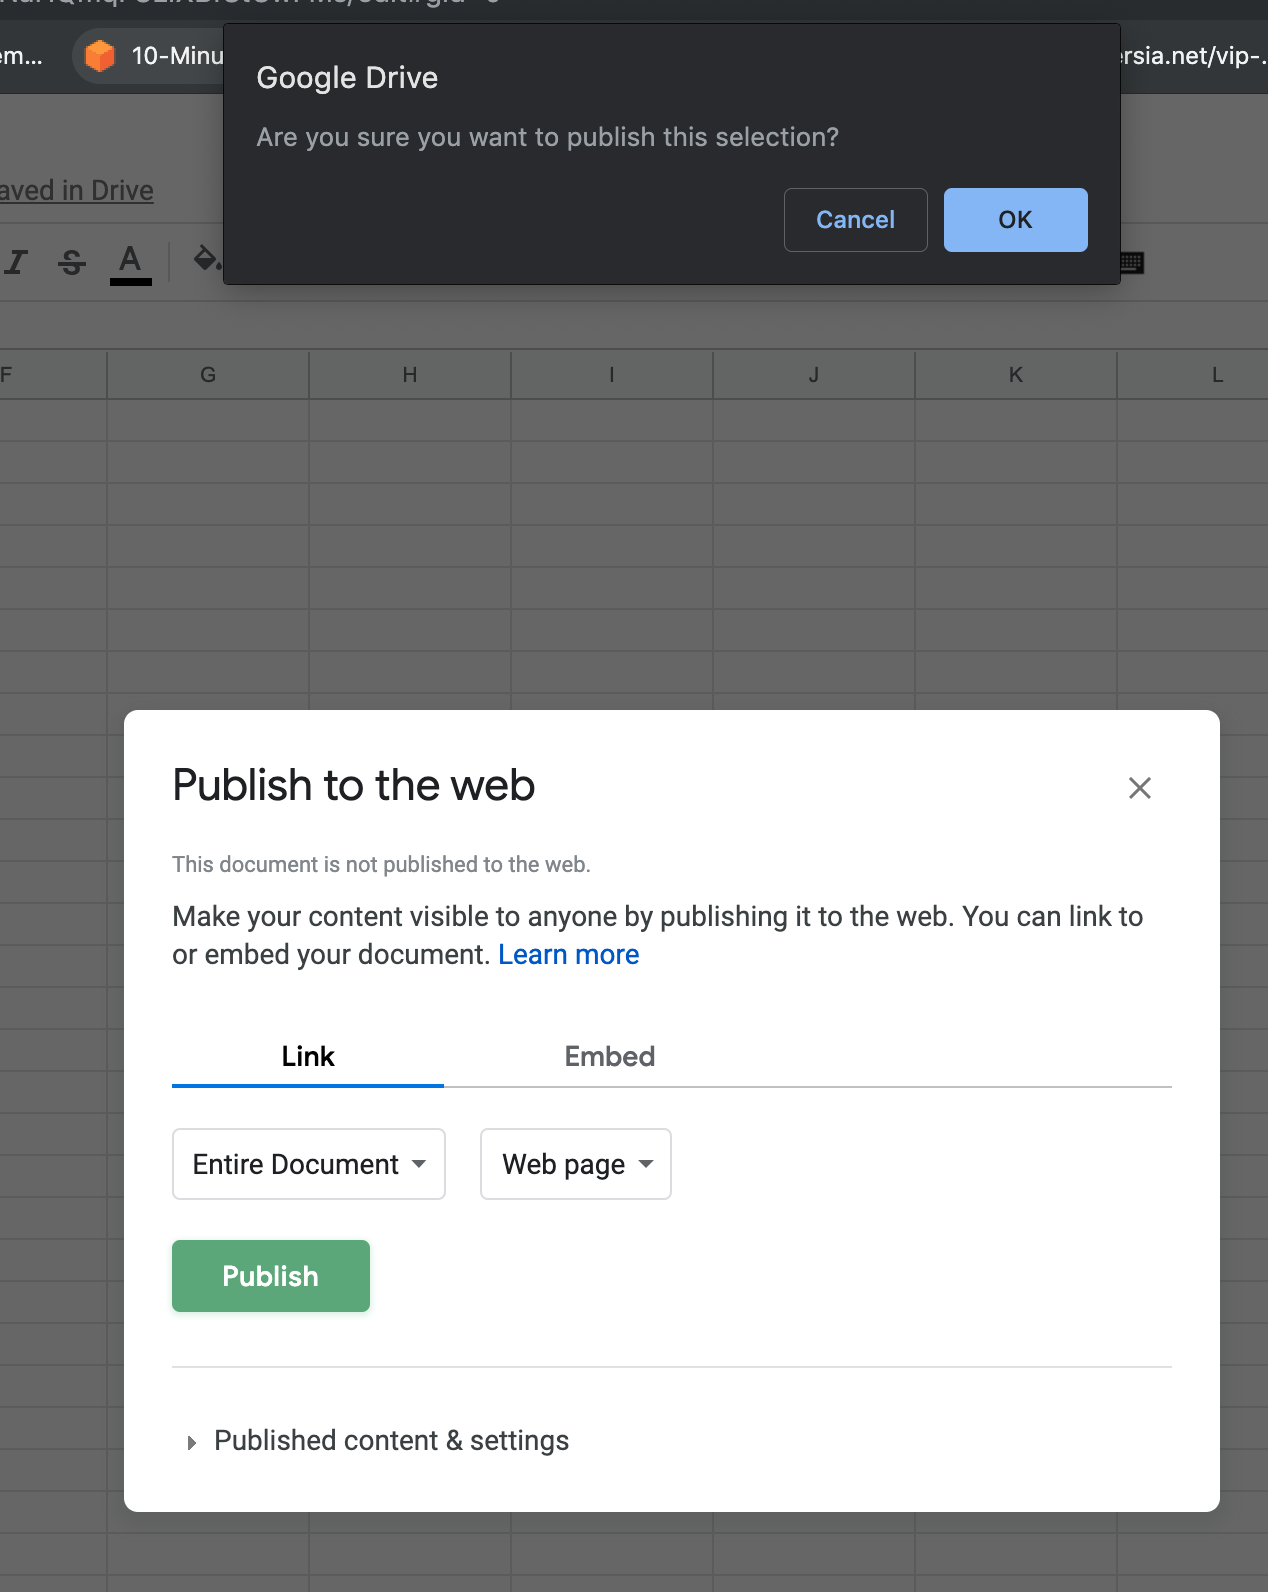 em...
10-Minu
ersia.net/vip-.
Google Drive
Are you sure you want to publish this selection?
Cancel
OK
aved in Drive
I S A
F G H I J K L
Publish to the web
This document is not published to the web.
Make your content visible to anyone by publishing it to the web. You can link to
or embed your document. Learn more
Link Embed
Entire Document Web page
Publish
Published content & settings